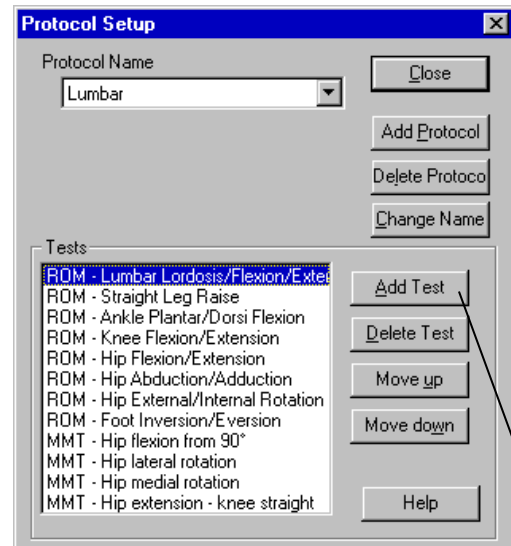 Protocol Setup
Protocol Name
Lumbar
Close
Add Protocol
Delete Protoco
Change Name
Tests
ROM - Lumbar Lordosis/Flexion/Exte
ROM - Straight Leg Raise
ROM - Ankle Plantar/Dorsi Flexion
ROM - Knee Flexion/Extension
ROM - Hip Flexion/Extension
ROM - Hip Abduction/Adduction
ROM - Hip External/Internal Rotation
ROM - Foot Inversion/Eversion
MMT - Hip flexion from 90°
MMT - Hip lateral rotation
MMT - Hip medial rotation
MMT - Hip extension - knee straight
Add Test
Delete Test
Move up
Move down
Help